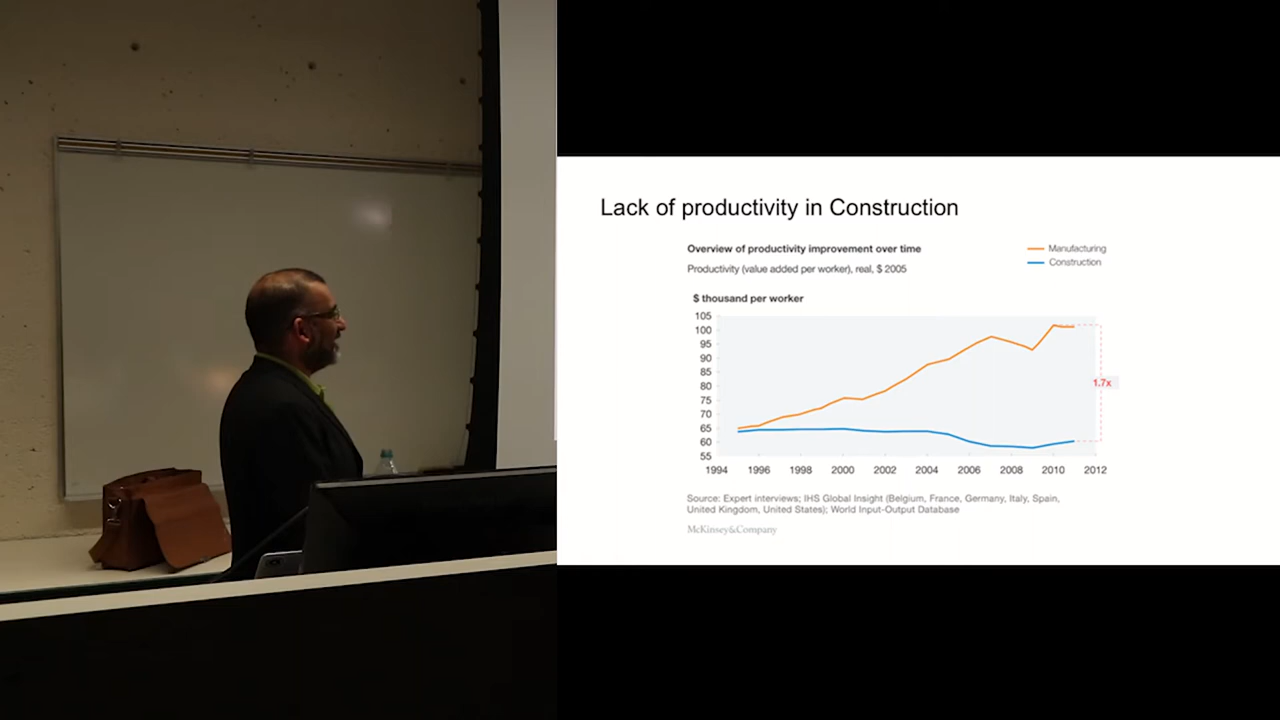 Lack of productivity in Construction
Overview of productivity improvement over time
Productivity (value added per worker), real, $ 2005
Manufacturing
Construction
$ thousand per worker
105
100
95
90
85
80
75
70
65
60
55
1994 1996 1998 2000 2002 2004 2006 2008 2010 2012
1.7x
Source: Expert interviews; IHS Global Insight (Belgium, France, Germany, Italy, Spain,
United Kingdom, United States); World Input-Output Database
McKinsey&Company